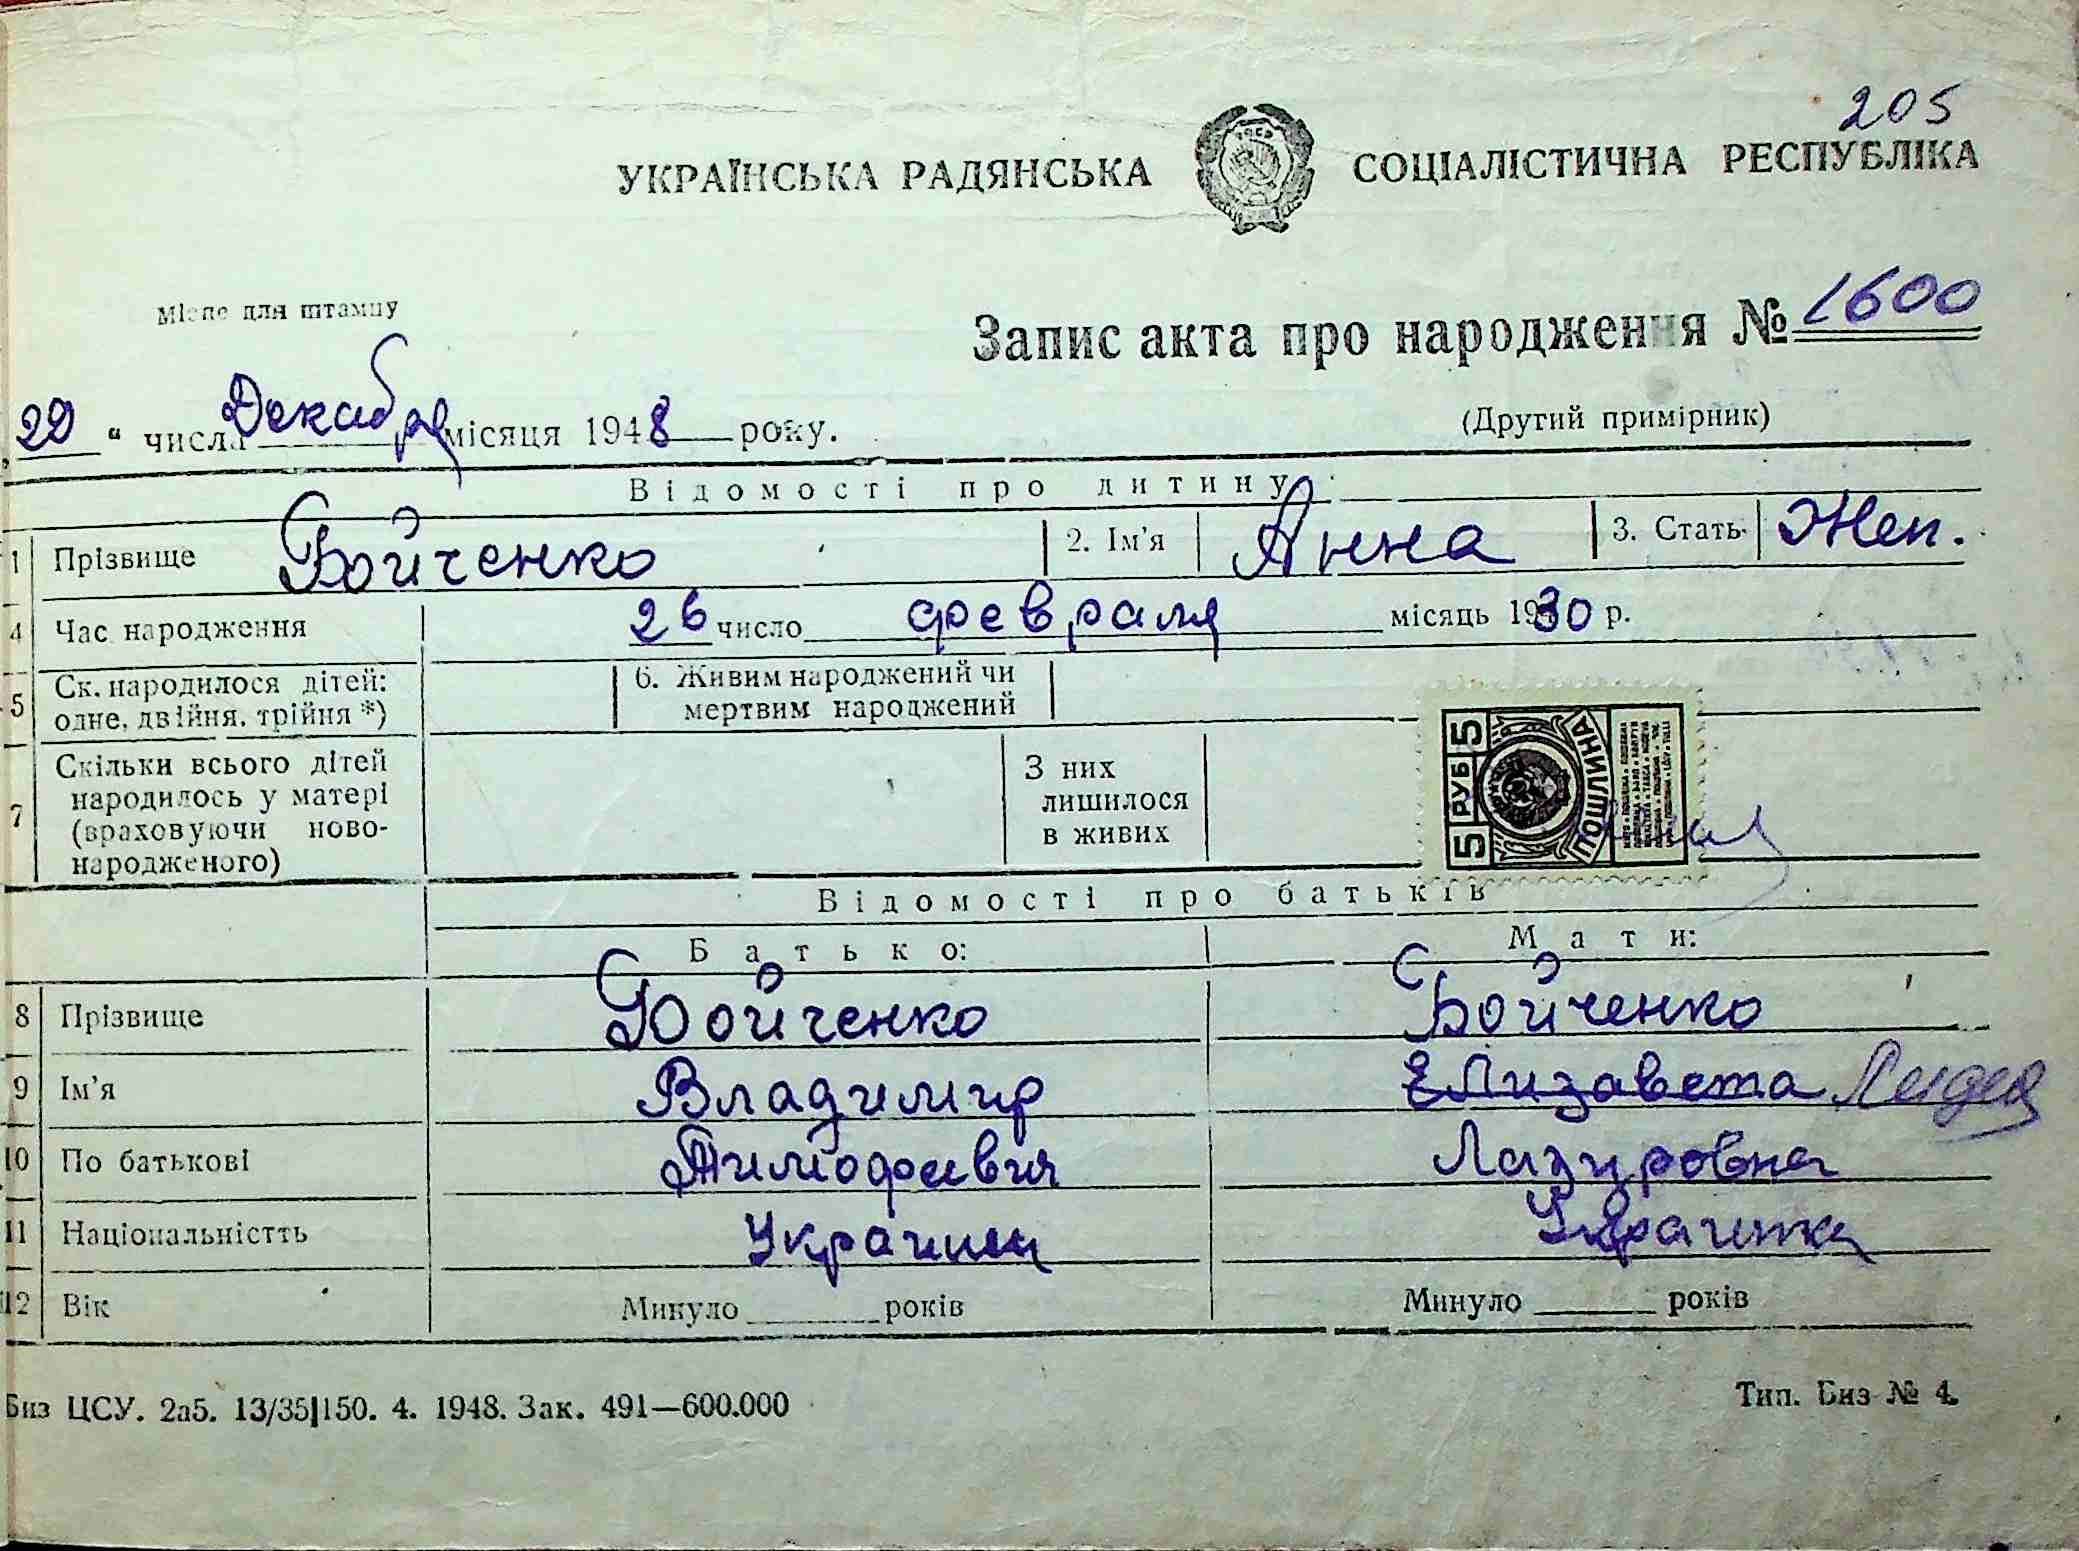 205
УКРАЇНСЬКА РАДЯНСЬКА СОЦІАЛІСТИЧНА РЕСПУБЛІКА
Місце для штампу
Запис акта про народження № 1600
„29“ числа Декабря місяця 1948 року.
(Другий примірник)
Відомості про дитину:
1 Прізвище Бойченко 2. Ім'я Анна 3. Стать Жен.
4 Час народження 26 число февраля місяць 1930 р.
5 Ск. народилося дітей: одне, двійня, трійня *)
6. Живим народжений чи мертвим народжений
7 Скільки всього дітей народилось у матері (враховуючи новонародженого)
З них лишилося в живих
5 РУБ 5
ПОШЛИНА
Відомості про батьків
Батько: Мати:
8 Прізвище Бойченко Бойченко
9 Ім'я Владимир Елизавета
10 По батькові Тимофеевич Лазуровна
11 Національністть Украинец Украинка
12 Вік Минуло ______ років Минуло ______ років
Биз ЦСУ. 2а5. 13/35|150. 4. 1948. Зак. 491—600.000
Тип. Биз № 4.